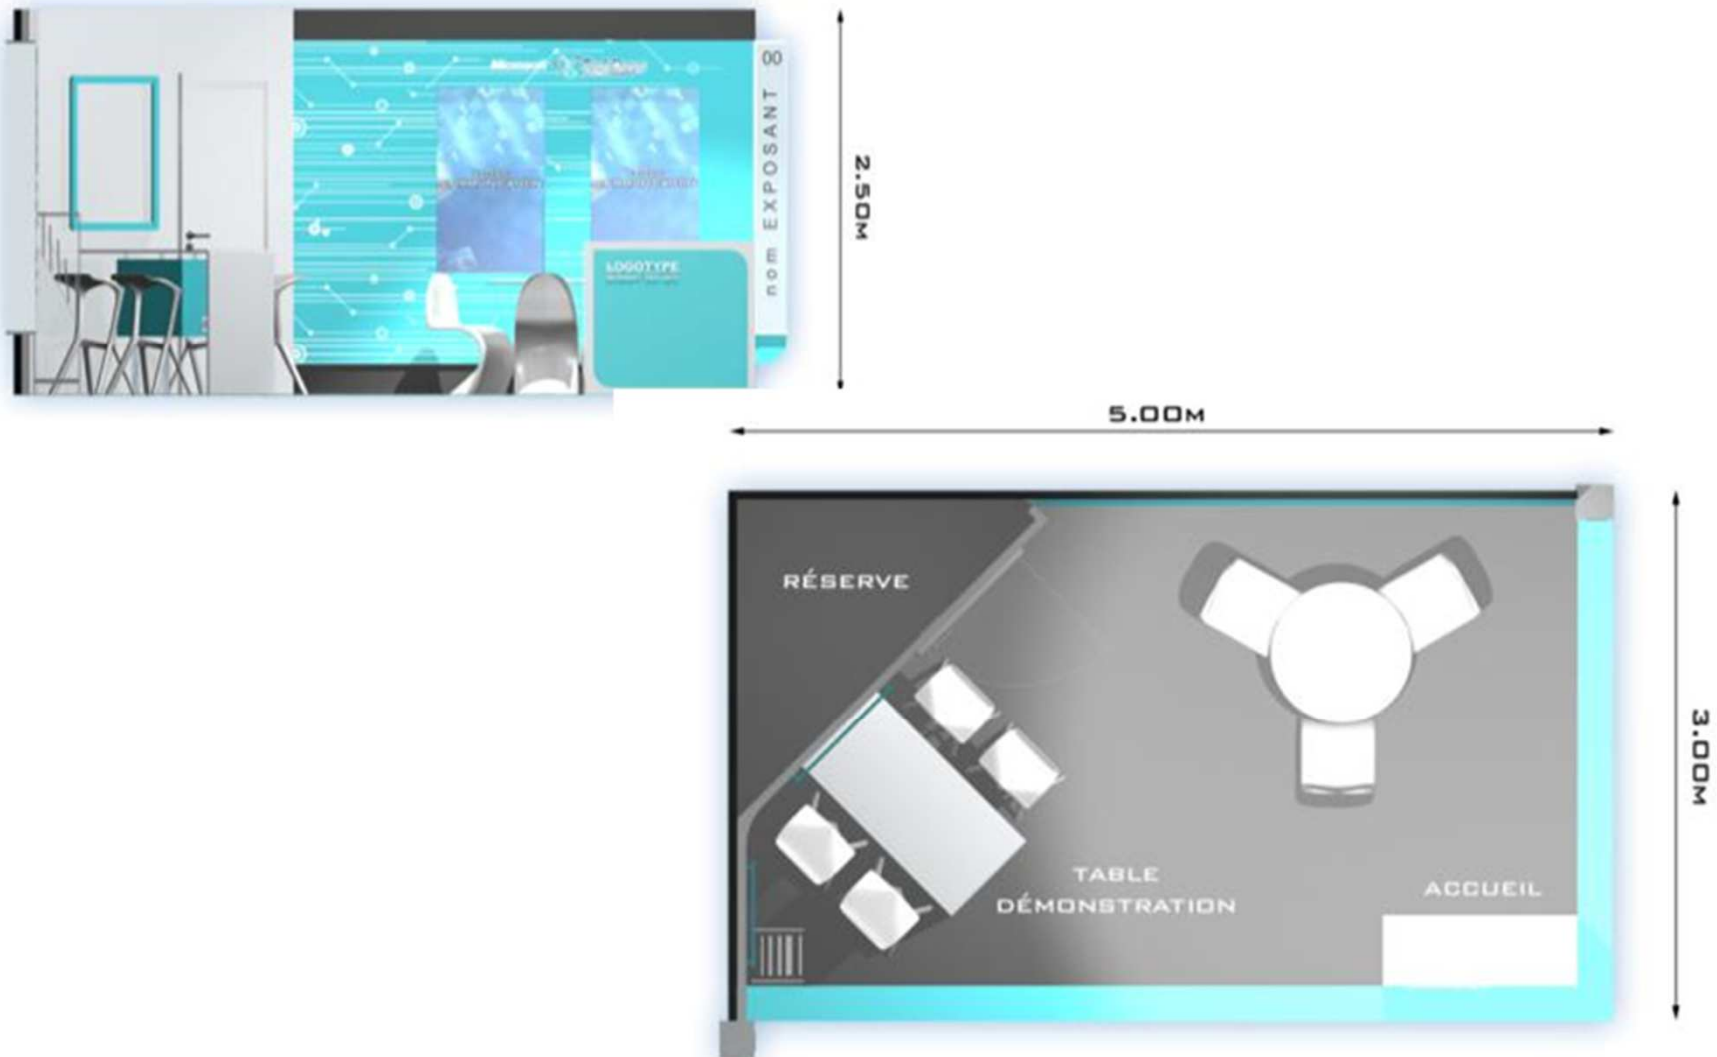 00
nom EXPOSANT
2.50M
LOGOTYPE
5.00M
RÉSERVE
3.00M
TABLE
DÉMONSTRATION
ACCUEIL